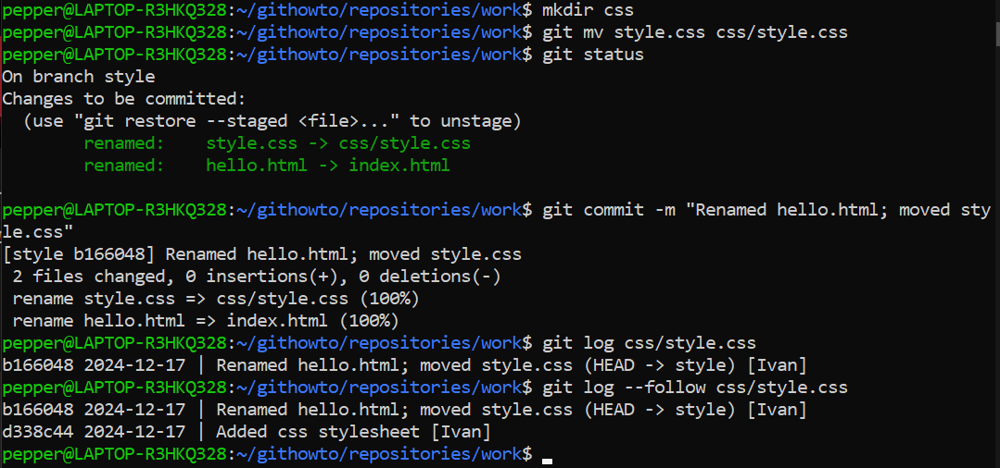 pepper@LAPTOP-R3HKQ328:~/githowto/repositories/work$ mkdir css
pepper@LAPTOP-R3HKQ328:~/githowto/repositories/work$ git mv style.css css/style.css
pepper@LAPTOP-R3HKQ328:~/githowto/repositories/work$ git status
On branch style
Changes to be committed:
  (use "git restore --staged <file>..." to unstage)
        renamed:    style.css -> css/style.css
        renamed:    hello.html -> index.html

pepper@LAPTOP-R3HKQ328:~/githowto/repositories/work$ git commit -m "Renamed hello.html; moved sty
le.css"
[style b166048] Renamed hello.html; moved style.css
 2 files changed, 0 insertions(+), 0 deletions(-)
 rename style.css => css/style.css (100%)
 rename hello.html => index.html (100%)
pepper@LAPTOP-R3HKQ328:~/githowto/repositories/work$ git log css/style.css
b166048 2024-12-17 | Renamed hello.html; moved style.css (HEAD -> style) [Ivan]
pepper@LAPTOP-R3HKQ328:~/githowto/repositories/work$ git log --follow css/style.css
b166048 2024-12-17 | Renamed hello.html; moved style.css (HEAD -> style) [Ivan]
d338c44 2024-12-17 | Added css stylesheet [Ivan]
pepper@LAPTOP-R3HKQ328:~/githowto/repositories/work$